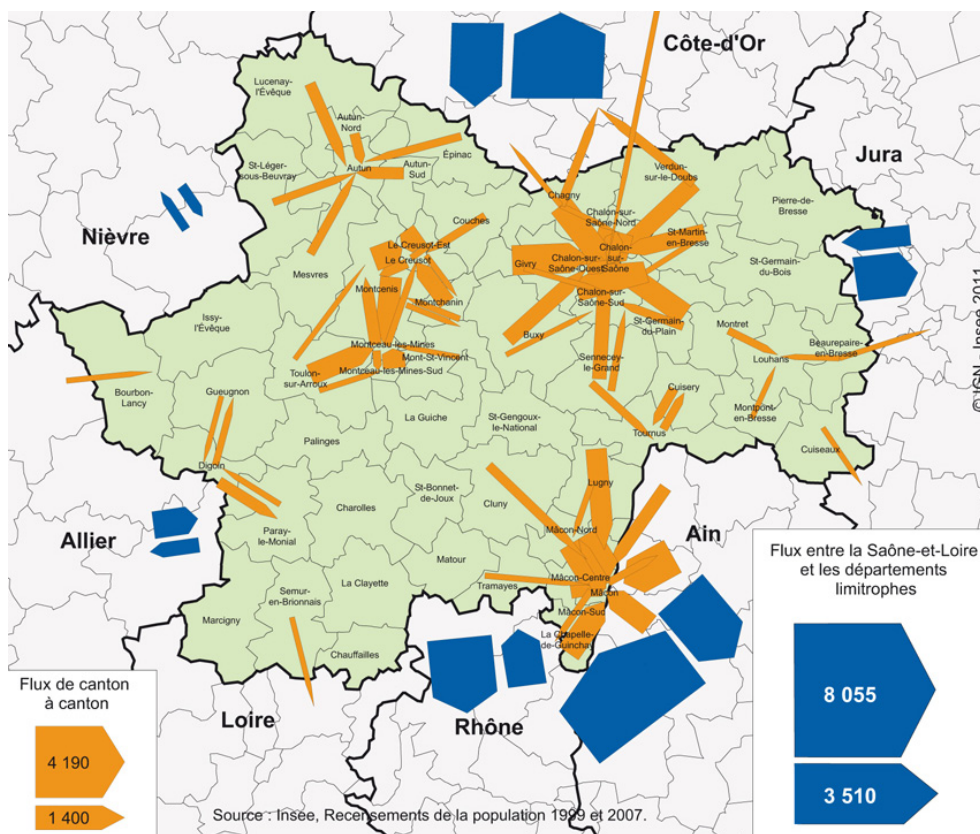 Côte-d'Or
Jura
Nièvre
Allier
Loire
Rhône
Ain
Lucenay-
l'Évêque
Autun-
Nord
Épinac
St-Léger-
sous-Beuvray
Autun
Autun-
Sud
Couches
Mesvres
Le Creusot-Est
Le Creusot
Montcenis
Montchanin
Issy-
l'Évêque
Montceau-les-Mines
Mont-St-Vincent
Montceau-les-Mines-Sud
Toulon-
sur-Arroux
Bourbon-
Lancy
Gueugnon
La Guiche
Palinges
Digoin
St-Gengoux-
le-National
Chagny
Verdun-
sur-le-Doubs
Pierre-de-
Bresse
Chalon-sur-
Saône-Nord
St-Martin-
en-Bresse
Chalon-
sur-
Saône
Givry
Chalon-sur-
Saône-Ouest
St-Germain-
du-Bois
Chalon-sur-
Saône-Sud
Buxy
St-Germain-
du-Plain
Montret
Beaurepaire-
en-Bresse
Louhans
Sennecey-
le-Grand
Cuisery
Montpont-
en-Bresse
Tournus
Cuiseaux
Paray-
le-Monial
Charolles
St-Bonnet-
de-Joux
Cluny
Lugny
Mâcon-Nord
Matour
Tramayes
Mâcon-Centre
Mâcon
Mâcon-Sud
La Chapelle-
de-Guinchay
Semur-
en-Brionnais
La Clayette
Marcigny
Chauffailles
© IGN - Insee 2011
Flux de canton
à canton
4 190
1 400
Flux entre la Saône-et-Loire
et les départements
limitrophes
8 055
3 510
Source : Insee, Recensements de la population 1999 et 2007.